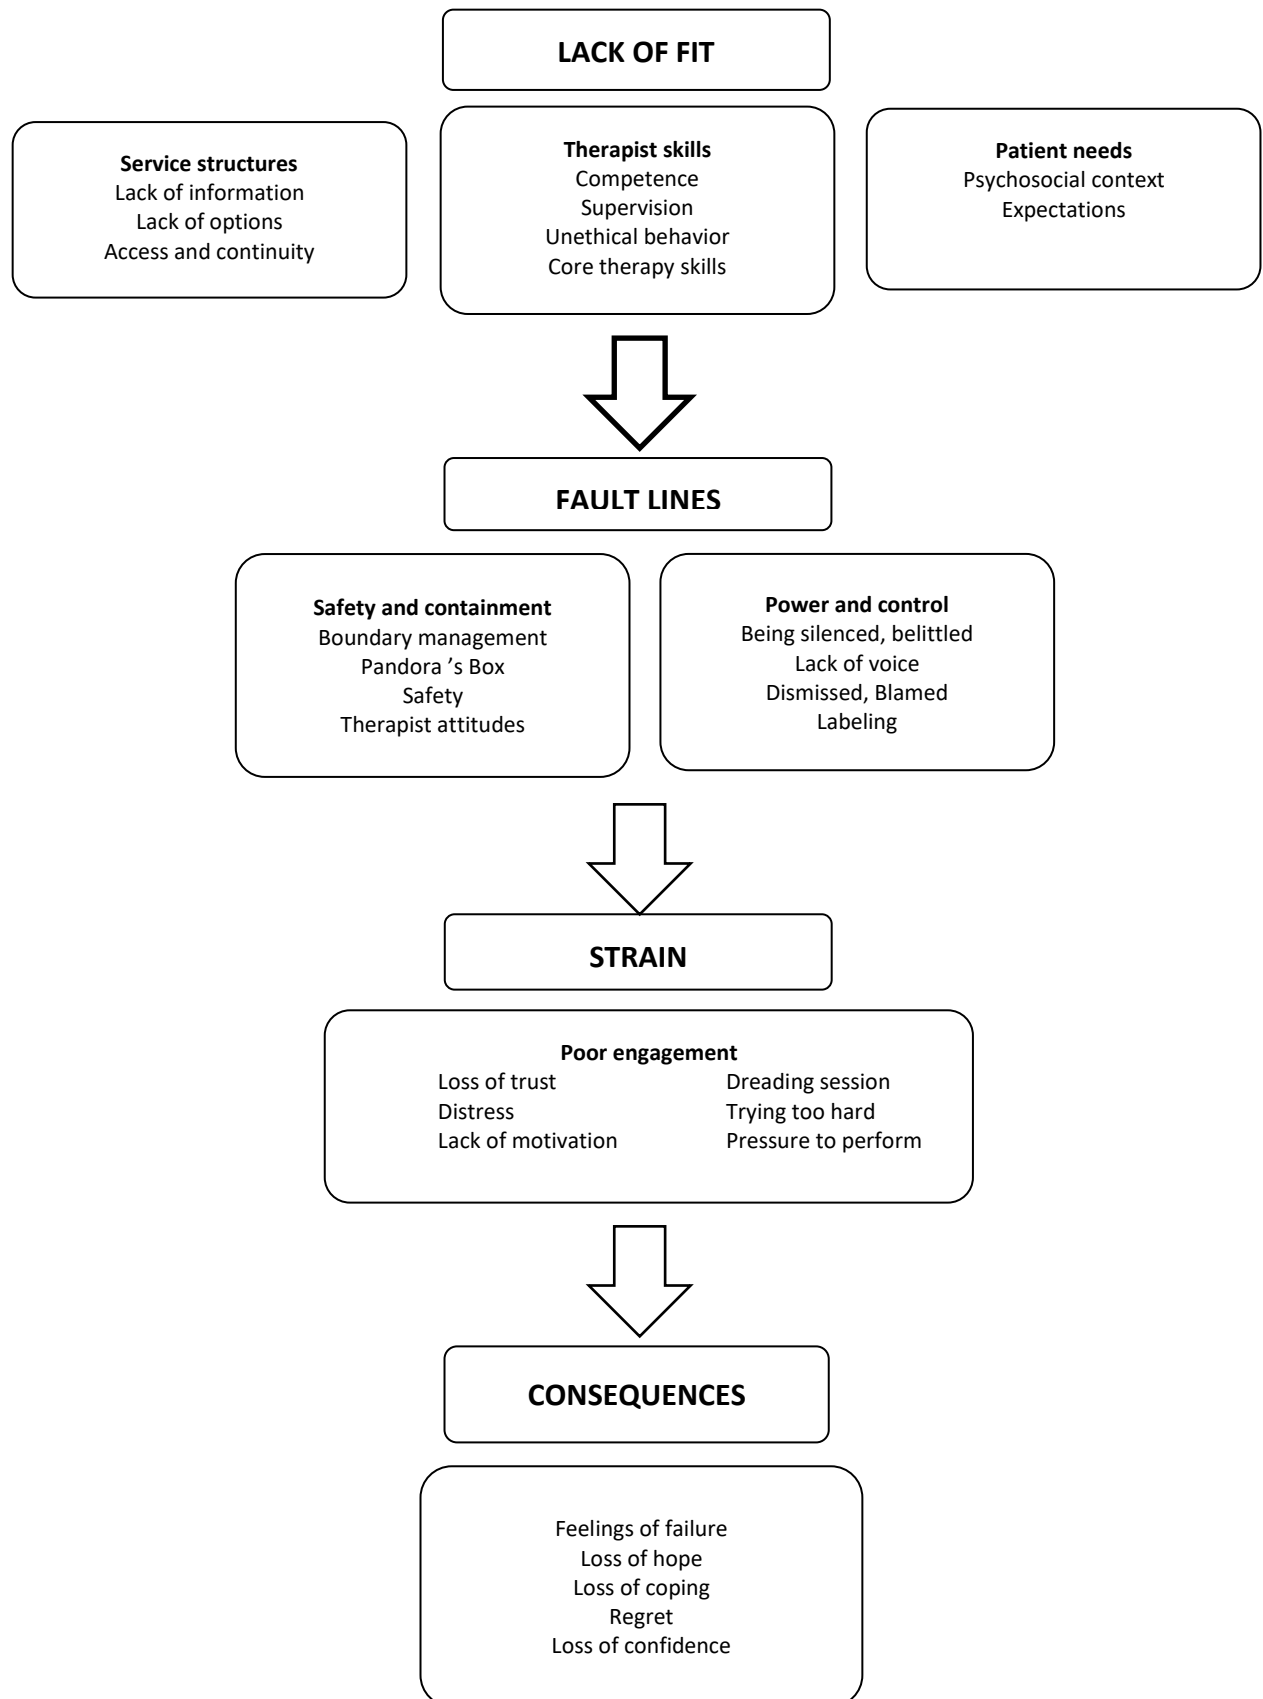 LACK OF FIT
Service structures
Lack of information
Lack of options
Access and continuity
Therapist skills
Competence
Supervision
Unethical behavior
Core therapy skills
Patient needs
Psychosocial context
Expectations
FAULT LINES
Safety and containment
Boundary management
Pandora 's Box
Safety
Therapist attitudes
Power and control
Being silenced, belittled
Lack of voice
Dismissed, Blamed
Labeling
STRAIN
Poor engagement
Loss of trust
Distress
Lack of motivation
Dreading session
Trying too hard
Pressure to perform
CONSEQUENCES
Feelings of failure
Loss of hope
Loss of coping
Regret
Loss of confidence